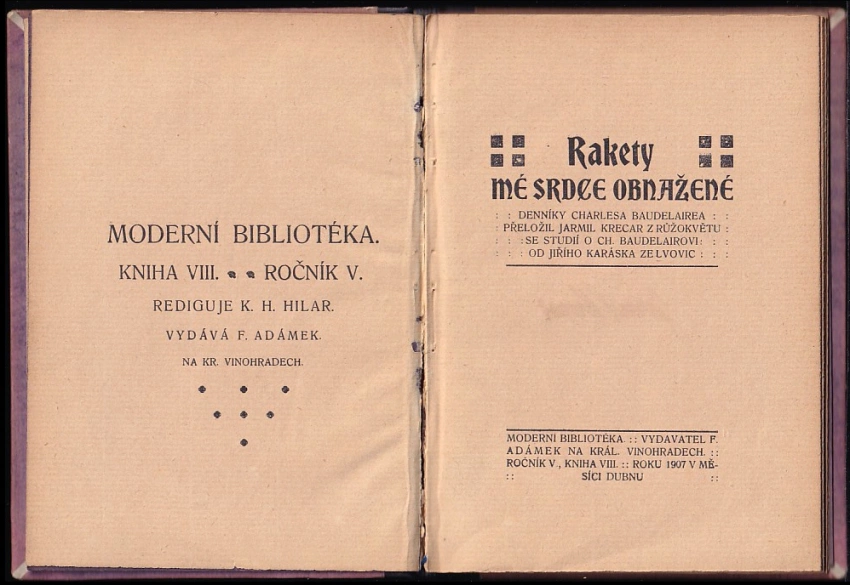 MODERNÍ BIBLIOTÉKA.
KNIHA VIII. ROČNÍK V.
REDIGUJE K. H. HILAR.
VYDÁVÁ F. ADÁMEK.
NA KR. VINOHRADECH.
Rakety
MÉ SRDCE OBNAŽENÉ
: : DENNÍKY CHARLESA BAUDELAIREA : :
: PŘELOŽIL JARMIL KRECAR Z RŮŽOKVĚTU :
: : : SE STUDIÍ O CH. BAUDELAIROVI: : :
: : : OD JIŘÍHO KARÁSKA ZE LVOVIC : : :
MODERNÍ BIBLIOTÉKA. :: VYDAVATEL F.
ADÁMEK NA KRÁL. VINOHRADECH. ::
ROČNÍK V., KNIHA VIII. :: ROKU 1907 V MĚ-
:: SÍCI DUBNU ::